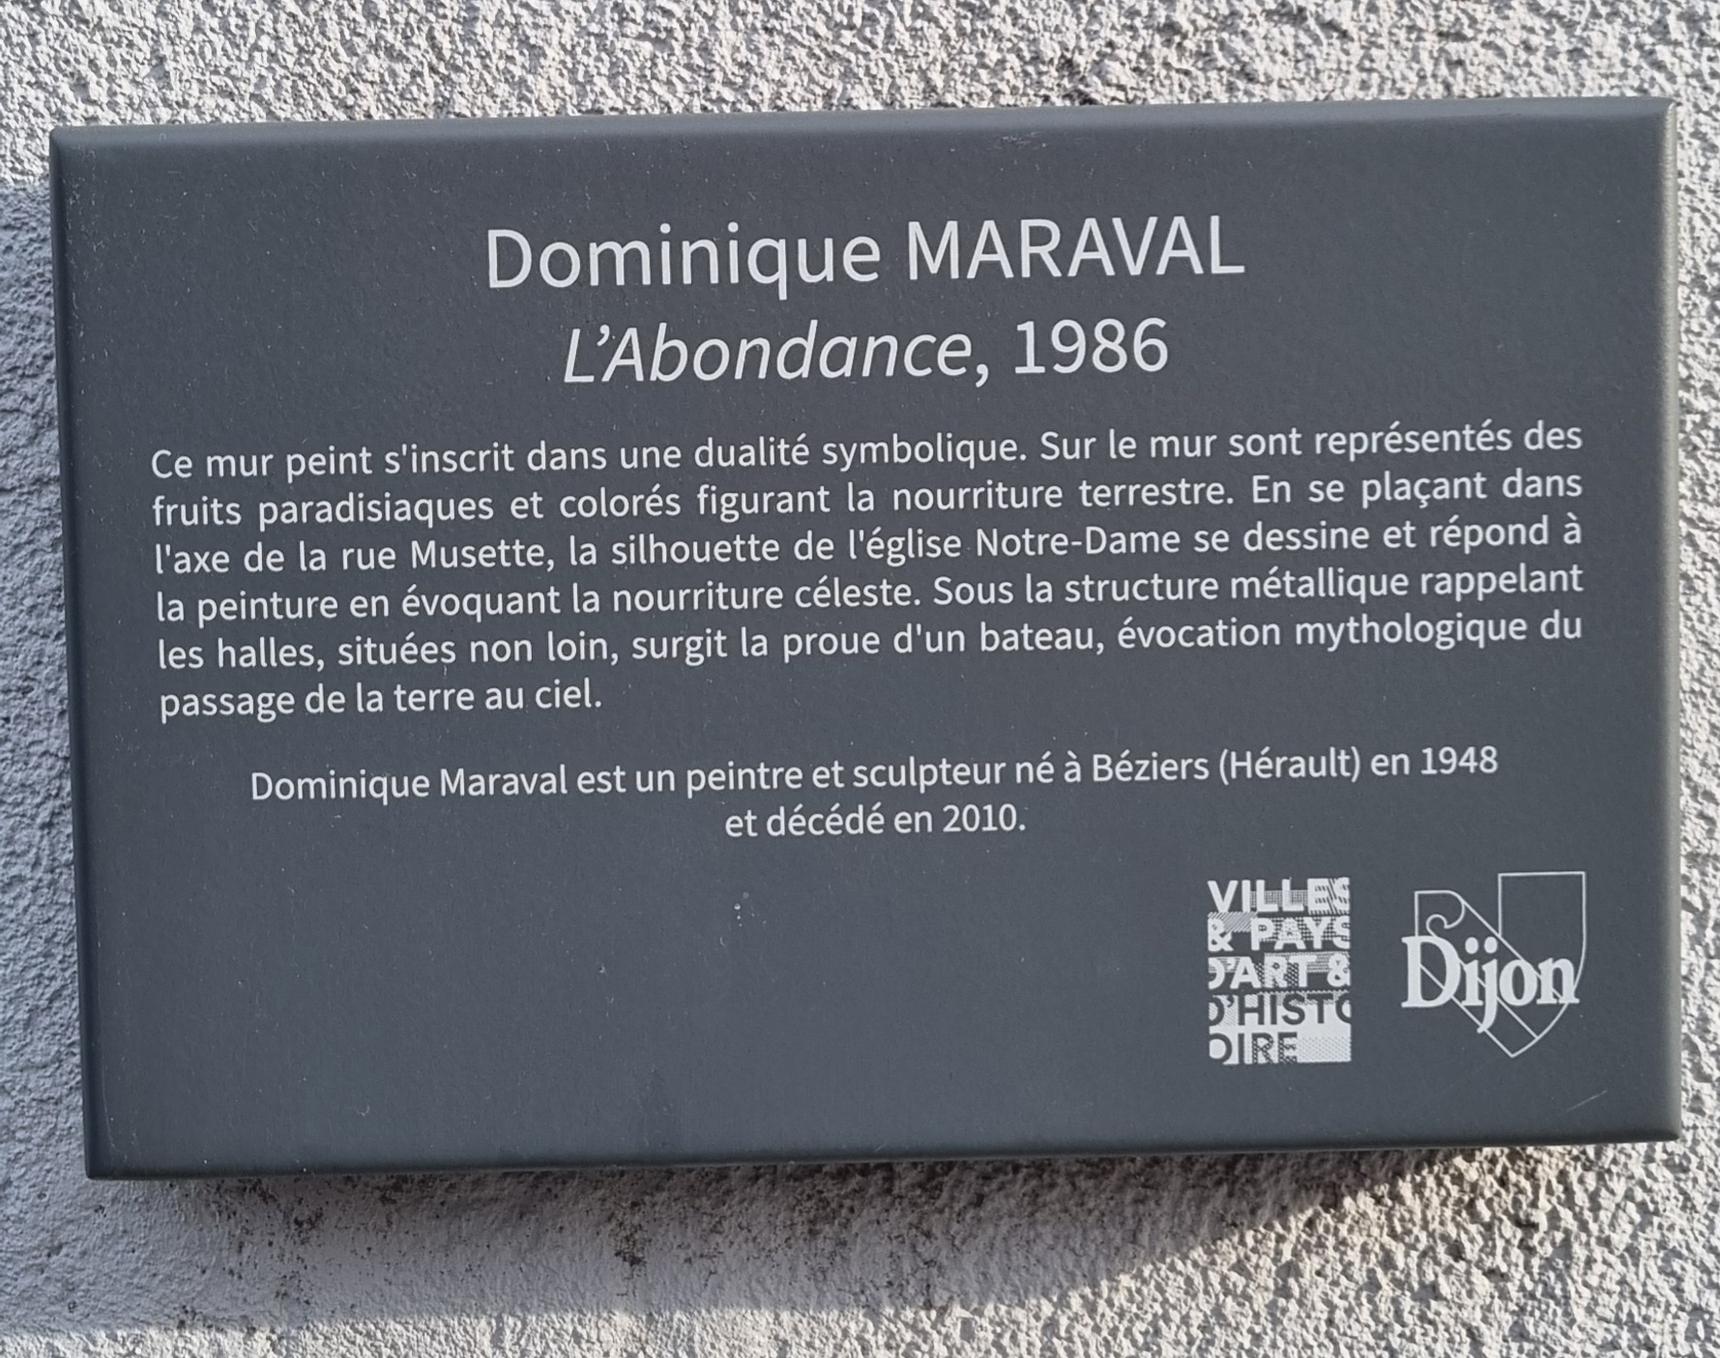 Dominique MARAVAL
L’Abondance, 1986
Ce mur peint s'inscrit dans une dualité symbolique. Sur le mur sont représentés des
fruits paradisiaques et colorés figurant la nourriture terrestre. En se plaçant dans
l'axe de la rue Musette, la silhouette de l'église Notre-Dame se dessine et répond à
la peinture en évoquant la nourriture céleste. Sous la structure métallique rappelant
les halles, situées non loin, surgit la proue d'un bateau, évocation mythologique du
passage de la terre au ciel.
Dominique Maraval est un peintre et sculpteur né à Béziers (Hérault) en 1948
et décédé en 2010.
VILLES
& PAYS
D'ART &
D'HISTO
OIRE
Dijon